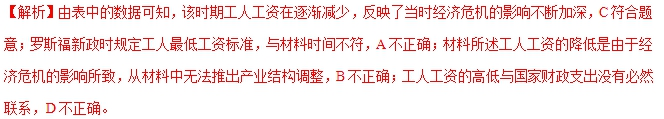 【解析】由表中的数据可知，该时期工人工资在逐渐减少，反映了当时经济危机的影响不断加深，C符合题
意；罗斯福新政时规定工人最低工资标准，与材料时间不符，A不正确；材料所述工人工资的降低是由于经
济危机的影响所致，从材料中无法推出产业结构调整，B不正确；工人工资的高低与国家财政支出没有必然
联系，D不正确。